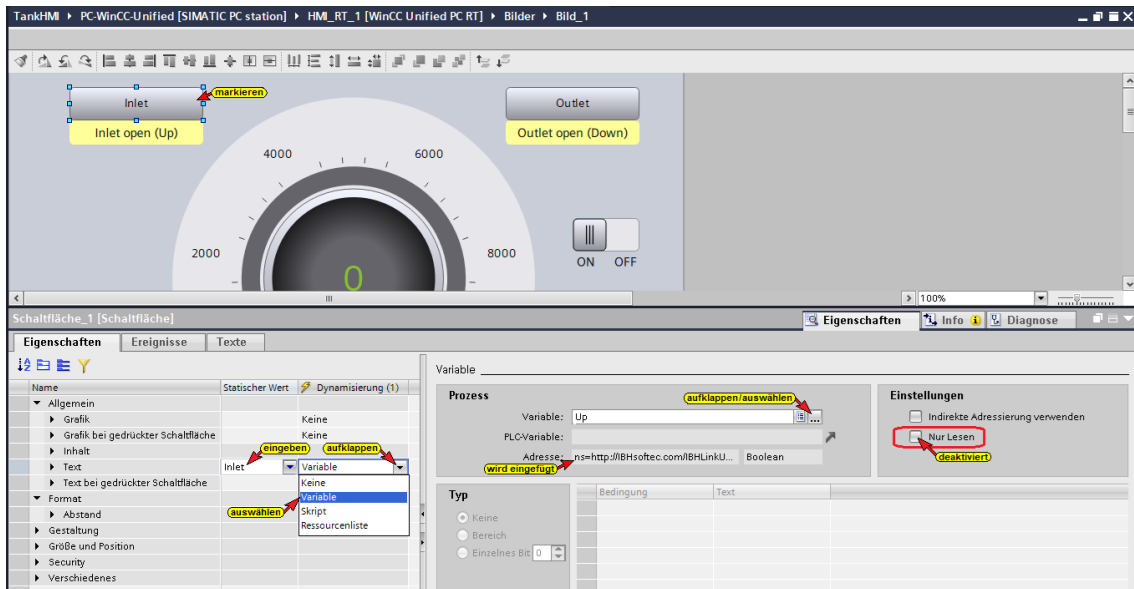 TankHMI ▸ PC-WinCC-Unified [SIMATIC PC station] ▸ HMI_RT_1 [WinCC Unified PC RT] ▸ Bilder ▸ Bild_1
Inlet
markieren
Outlet
Inlet open (Up)
Outlet open (Down)
4000
6000
2000
8000
0
ON OFF
100%
Schaltfläche_1 [Schaltfläche]
Eigenschaften Info Diagnose
Eigenschaften Ereignisse Texte
Name Statischer Wert Dynamisierung (1)
Allgemein
Grafik Keine
Grafik bei gedrückter Schaltfläche Keine
Inhalt
eingeben aufklappen
Text Inlet Variable
Text bei gedrückter Schaltfläche
Keine
Variable
Skript
Ressourcenliste
auswählen
Format
Abstand
Gestaltung
Größe und Position
Security
Verschiedenes
Variable
Prozess
aufklappen/auswählen
Variable: Up ...
PLC-Variable:
Adresse: ns=http://IBHsoftec.com/IBHLinkU... Boolean
wird eingefügt
Einstellungen
Indirekte Adressierung verwenden
Nur Lesen
deaktiviert
Typ
Keine
Bereich
Einzelnes Bit 0
Bedingung Text